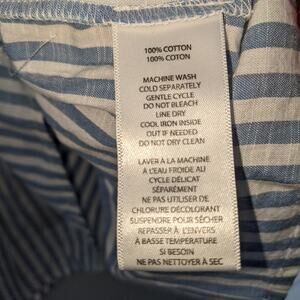 100% COTTON
100% COTON
MACHINE WASH
COLD SEPARATELY
GENTLE CYCLE
DO NOT BLEACH
LINE DRY
COOL IRON INSIDE
OUT IF NEEDED
DO NOT DRY CLEAN
LAVER À LA MACHINE
À L'EAU FROIDE AU
CYCLE DÉLICAT
SÉPARÉMENT
NE PAS UTILISER DE
CHLORURE DÉCOLORANT
SUSPENDRE POUR SÉCHER
REPASSER À L'ENVERS
À BASSE TEMPÉRATURE
SI BESOIN
NE PAS NETTOYER À SEC